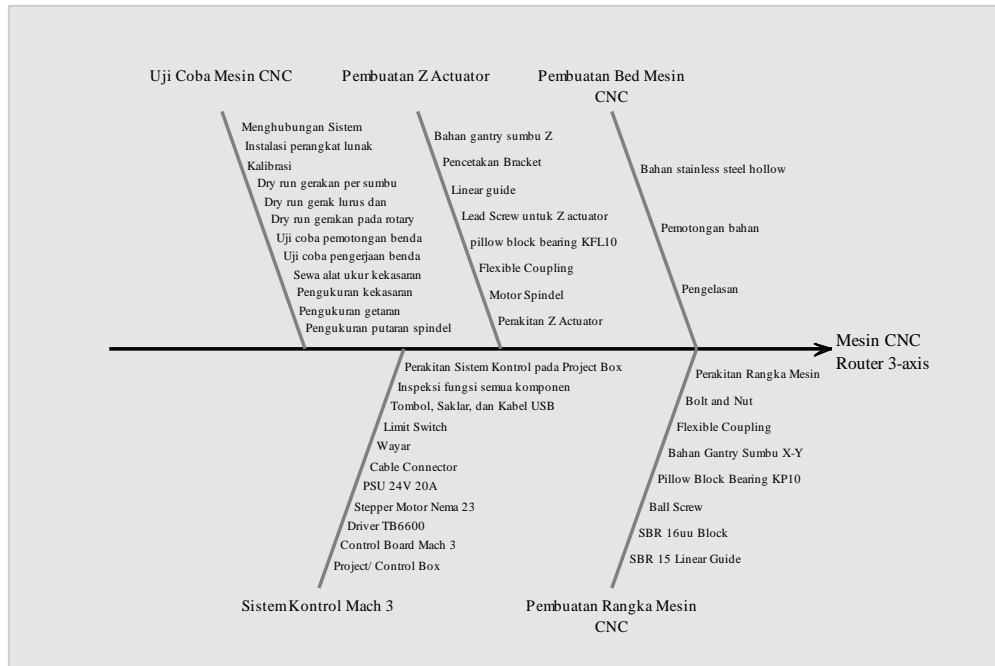 Uji Coba Mesin CNC
Menghubungan Sistem
Instalasi perangkat lunak
Kalibrasi
Dry run gerakan per sumbu
Dry run gerak lurus dan
Dry run gerakan pada rotary
Uji coba pemotongan benda
Uji coba pengerjaan benda
Sewa alat ukur kekasaran
Pengukuran kekasaran
Pengukuran getaran
Pengukuran putaran spindel
Pembuatan Z Actuator
Bahan gantry sumbu Z
Pencetakan Bracket
Linear guide
Lead Screw untuk Z actuator
pillow block bearing KFL10
Flexible Coupling
Motor Spindel
Perakitan Z Actuator
Pembuatan Bed Mesin
CNC
Bahan stainless steel hollow
Pemotongan bahan
Pengelasan
Mesin CNC
Router 3-axis
Perakitan Sistem Kontrol pada Project Box
Inspeksi fungsi semua komponen
Tombol, Saklar, dan Kabel USB
Limit Switch
Wayar
Cable Connector
PSU 24V 20A
Stepper Motor Nema 23
Driver TB6600
Control Board Mach 3
Project/ Control Box
Sistem Kontrol Mach 3
Perakitan Rangka Mesin
Bolt and Nut
Flexible Coupling
Bahan Gantry Sumbu X-Y
Pillow Block Bearing KP10
Ball Screw
SBR 16uu Block
SBR 15 Linear Guide
Pembuatan Rangka Mesin
CNC